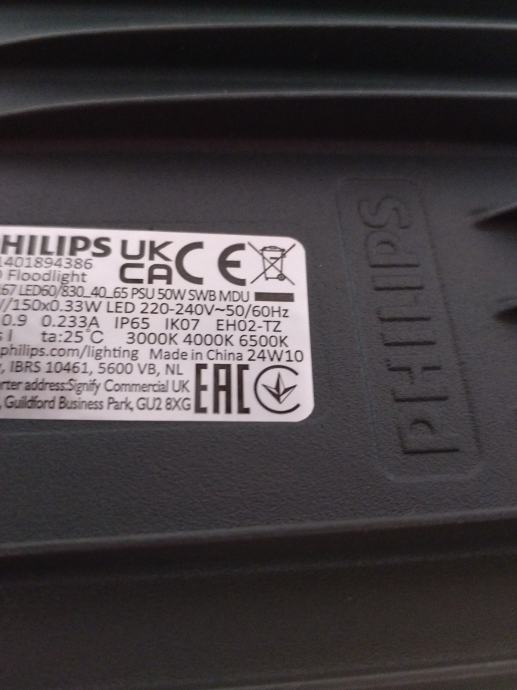 PHILIPS UK CA CE
1401894386
Floodlight
67 LED60/830_40_65 PSU 50W SWB MDU
/150x0.33W LED 220-240V~50/60Hz
0.9 0.233A IP65 IK07 EH02-TZ
I ta:25°C 3000K 4000K 6500K
philips.com/lighting Made in China 24W10
, IBRS 10461, 5600 VB, NL
rter address:Signify Commercial UK
, Guildford Business Park, GU2 8XG EAC
PHILIPS